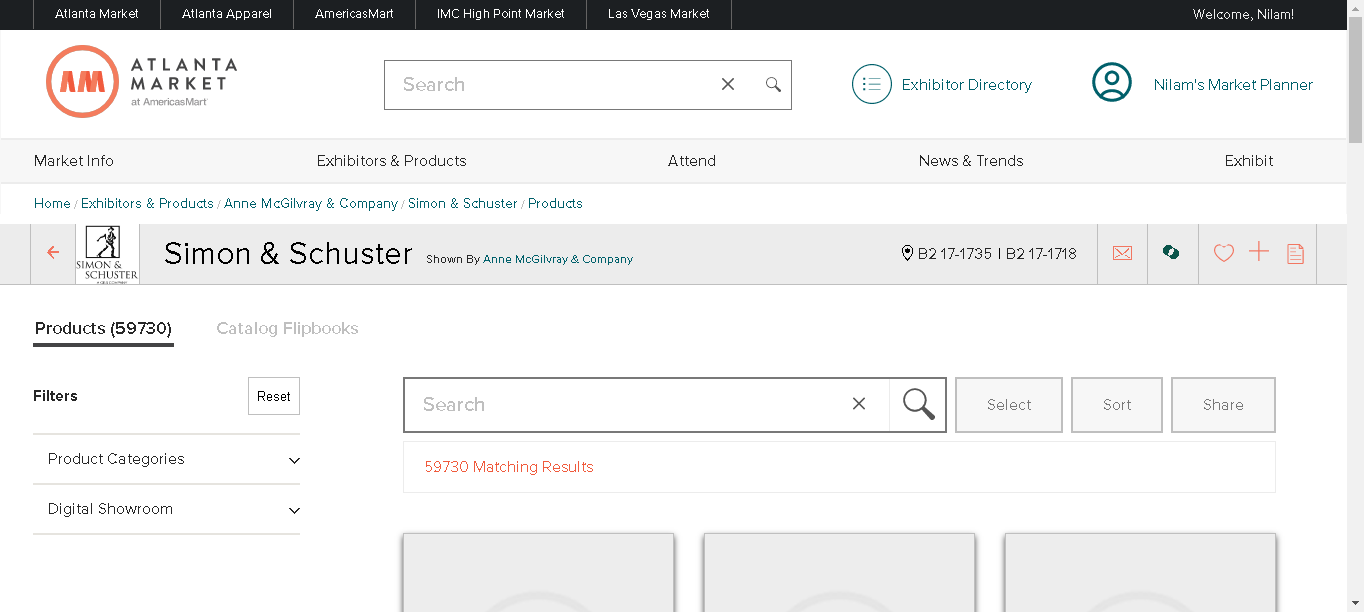 Atlanta Market Atlanta Apparel AmericasMart IMC High Point Market Las Vegas Market Welcome, Nilam!
AM ATLANTA MARKET at AmericasMart
Search Exhibitor Directory Nilam's Market Planner
Market Info Exhibitors & Products Attend News & Trends Exhibit
Home / Exhibitors & Products / Anne McGilvray & Company / Simon & Schuster / Products
SIMON & SCHUSTER
Simon & Schuster Shown By Anne McGilvray & Company B2 17-1735 | B2 17-1718
Products (59730) Catalog Flipbooks
Filters Reset
Search Select Sort Share
Product Categories
59730 Matching Results
Digital Showroom